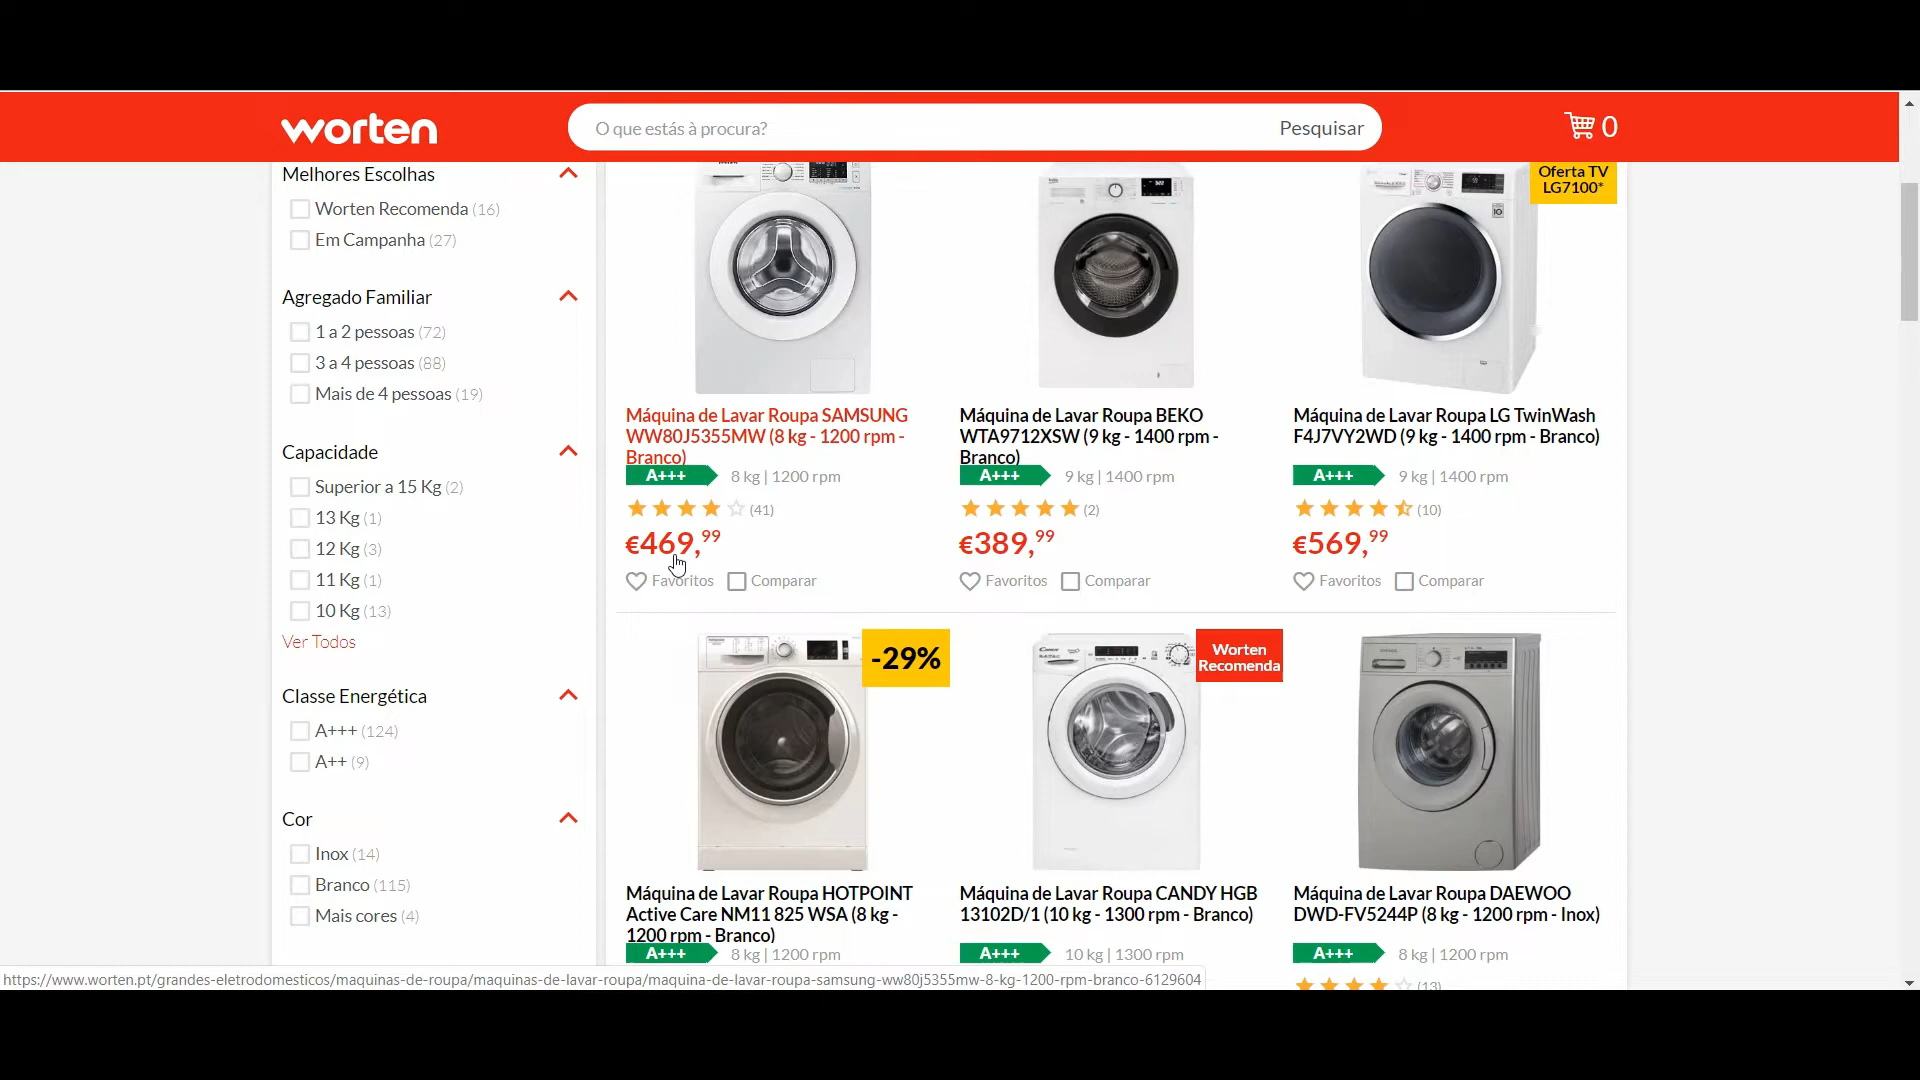 worten
O que estás à procura?
Pesquisar
0
Melhores Escolhas
Worten Recomenda (16)
Em Campanha (27)
Agregado Familiar
1 a 2 pessoas (72)
3 a 4 pessoas (88)
Mais de 4 pessoas (19)
Capacidade
Superior a 15 Kg (2)
13 Kg (1)
12 Kg (3)
11 Kg (1)
10 Kg (13)
Ver Todos
Classe Energética
A+++ (124)
A++ (9)
Cor
Inox (14)
Branco (115)
Mais cores (4)
Máquina de Lavar Roupa SAMSUNG
WW80J5355MW (8 kg - 1200 rpm -
Branco)
A+++ 8 kg | 1200 rpm
(41)
€469,99
Favoritos Comparar
Máquina de Lavar Roupa BEKO
WTA9712XSW (9 kg - 1400 rpm -
Branco)
A+++ 9 kg | 1400 rpm
(2)
€389,99
Favoritos Comparar
Oferta TV
LG7100*
Máquina de Lavar Roupa LG TwinWash
F4J7VY2WD (9 kg - 1400 rpm - Branco)
A+++ 9 kg | 1400 rpm
(10)
€569,99
Favoritos Comparar
-29%
Máquina de Lavar Roupa HOTPOINT
Active Care NM11 825 WSA (8 kg -
1200 rpm - Branco)
A+++ 8 kg | 1200 rpm
Worten
Recomenda
Máquina de Lavar Roupa CANDY HGB
13102D/1 (10 kg - 1300 rpm - Branco)
A+++ 10 kg | 1300 rpm
Máquina de Lavar Roupa DAEWOO
DWD-FV5244P (8 kg - 1200 rpm - Inox)
A+++ 8 kg | 1200 rpm
(13)
https://www.worten.pt/grandes-eletrodomesticos/maquinas-de-roupa/maquinas-de-lavar-roupa/maquina-de-lavar-roupa-samsung-ww80j5355mw-8-kg-1200-rpm-branco-6129604